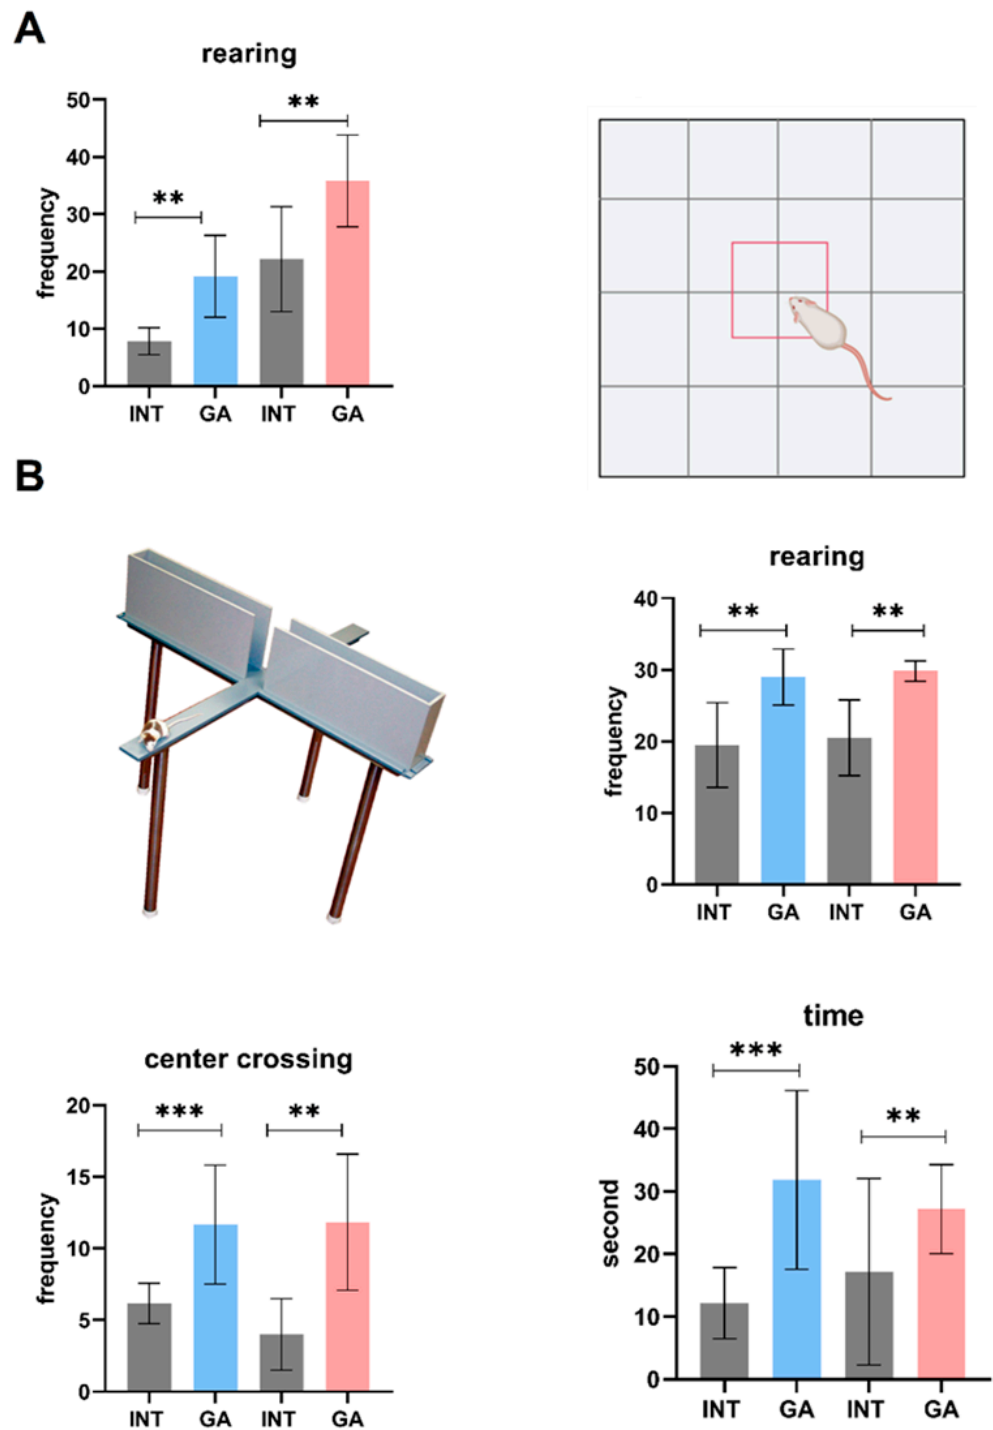 A
rearing
frequency
50
40
30
20
10
0
**
**
INT GA INT GA
B
rearing
frequency
40
30
20
10
0
**
**
INT GA INT GA
center crossing
frequency
20
15
10
5
0
***
**
INT GA INT GA
time
second
50
40
30
20
10
0
***
**
INT GA INT GA